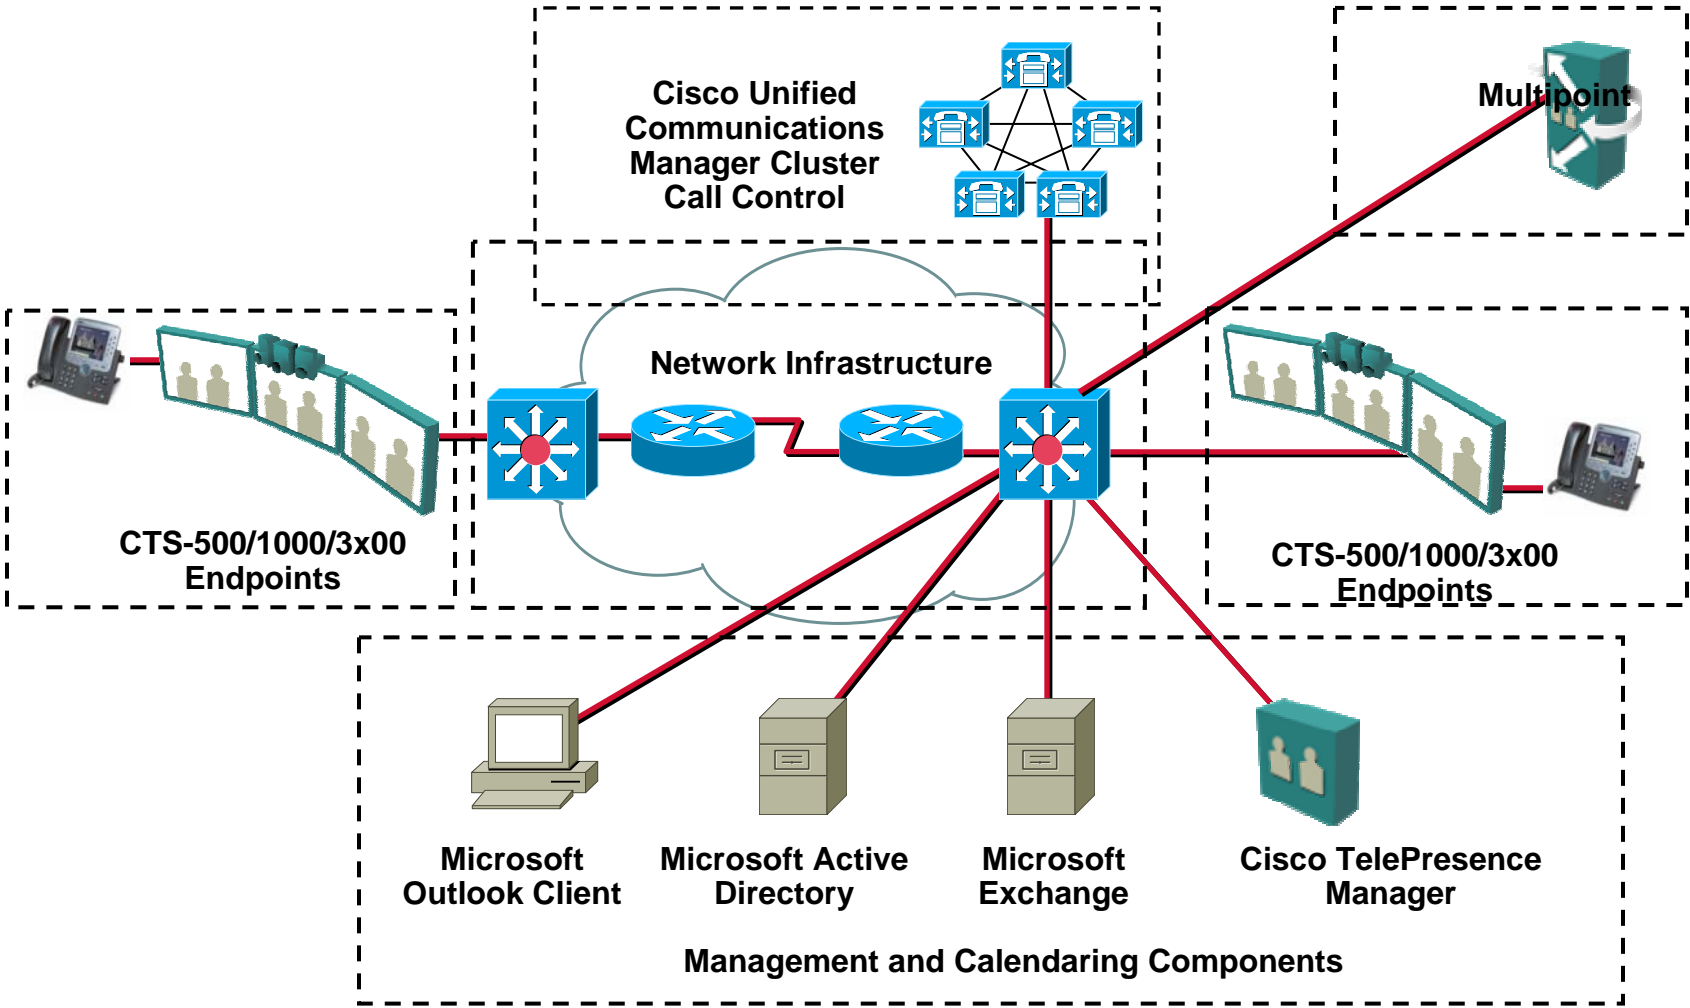 Cisco Unified
Communications
Manager Cluster
Call Control
Multipoint
Network Infrastructure
CTS-500/1000/3x00
Endpoints
CTS-500/1000/3x00
Endpoints
Microsoft
Outlook Client
Microsoft Active
Directory
Microsoft
Exchange
Cisco TelePresence
Manager
Management and Calendaring Components